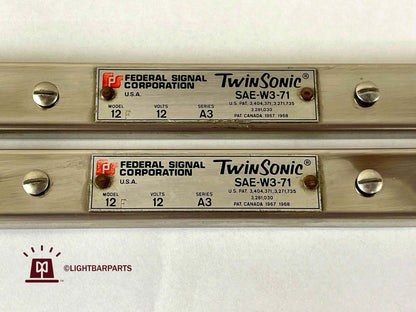 FEDERAL SIGNAL
CORPORATION
U.S.A.
TWINSONIC®
SAE-W3-71
U.S. PAT. 3,404,371, 3,271,735
3,281,030
PAT. CANADA 1967 1968
MODEL VOLTS SERIES
12 F 12 A3
FEDERAL SIGNAL
CORPORATION
U.S.A.
TWINSONIC®
SAE-W3-71
U.S. PAT. 3,404,371, 3,271,735
3,281,030
PAT. CANADA 1967 1968
MODEL VOLTS SERIES
12 F 12 A3
©LIGHTBARPARTS